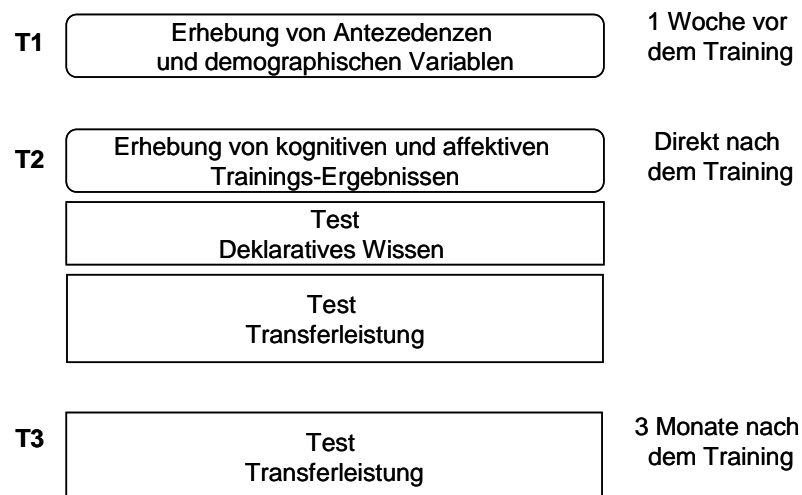 T1
Erhebung von Antezedenzen
und demographischen Variablen
1 Woche vor
dem Training
T2
Erhebung von kognitiven und affektiven
Trainings-Ergebnissen
Direkt nach
dem Training
Test
Deklaratives Wissen
Test
Transferleistung
T3
Test
Transferleistung
3 Monate nach
dem Training